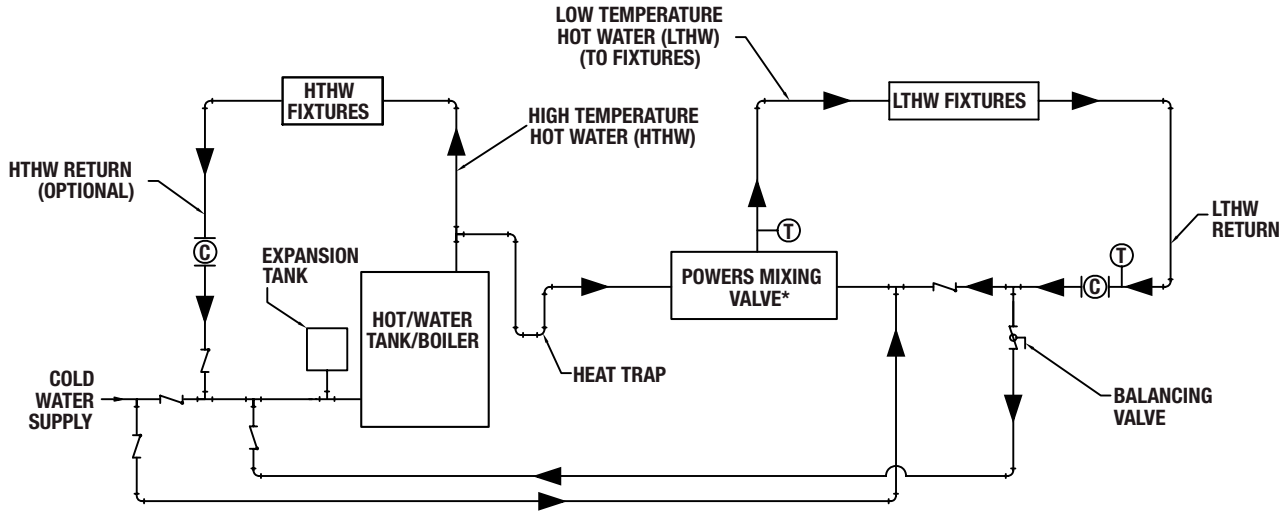 LOW TEMPERATURE
HOT WATER (LTHW)
(TO FIXTURES)
HTHW
FIXTURES
LTHW FIXTURES
HIGH TEMPERATURE
HOT WATER (HTHW)
HTHW RETURN
(OPTIONAL)
LTHW
RETURN
C
T
T
EXPANSION
TANK
POWERS MIXING
VALVE*
C
HOT/WATER
TANK/BOILER
HEAT TRAP
COLD
WATER
SUPPLY
BALANCING
VALVE